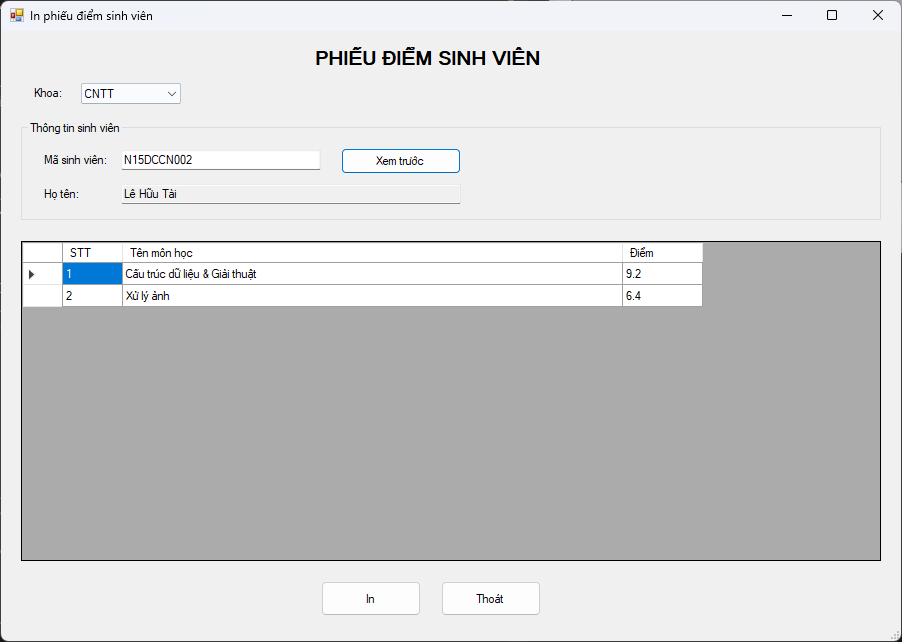 In phiếu điểm sinh viên
PHIẾU ĐIỂM SINH VIÊN
Khoa: CNTT
Thông tin sinh viên
Mã sinh viên: N15DCCN002 Xem trước
Họ tên: Lê Hữu Tài
STT Tên môn học Điểm
1 Cấu trúc dữ liệu & Giải thuật 9.2
2 Xử lý ảnh 6.4
In Thoát